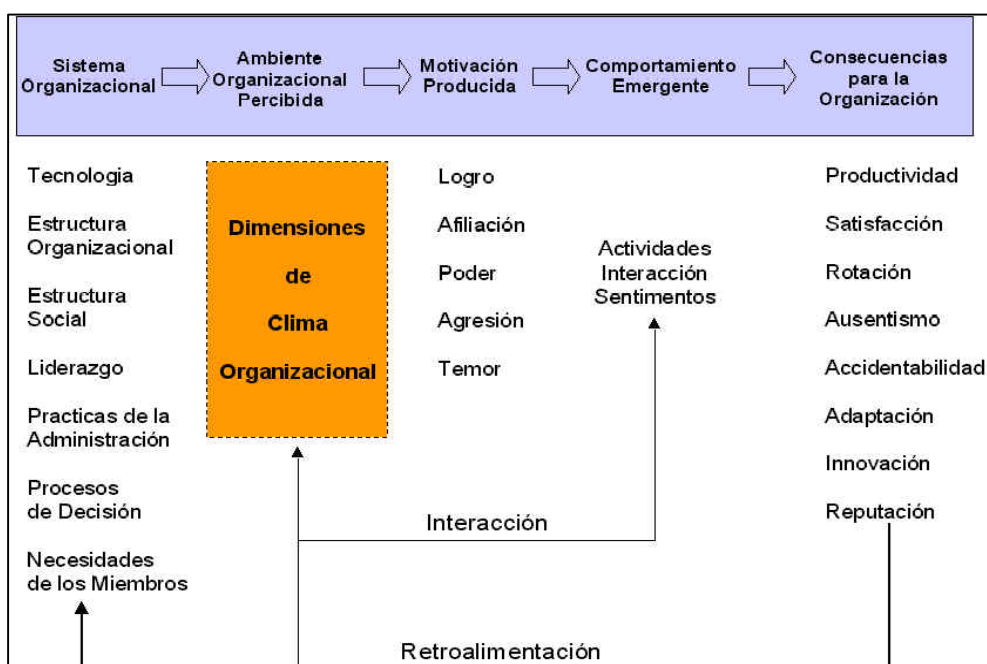 Sistema
Organizacional
Ambiente
Organizacional
Percibida
Motivación
Producida
Comportamiento
Emergente
Consecuencias
para la
Organización
Tecnologia
Estructura
Organizacional
Estructura
Social
Liderazgo
Practicas de la
Administración
Procesos
de Decisión
Necesidades
de los Miembros
Dimensiones
de
Clima
Organizacional
Logro
Afiliación
Poder
Agresión
Temor
Actividades
Interacción
Sentimentos
Productividad
Satisfacción
Rotación
Ausentismo
Accidentabilidad
Adaptación
Innovación
Reputación
Interacción
Retroalimentación